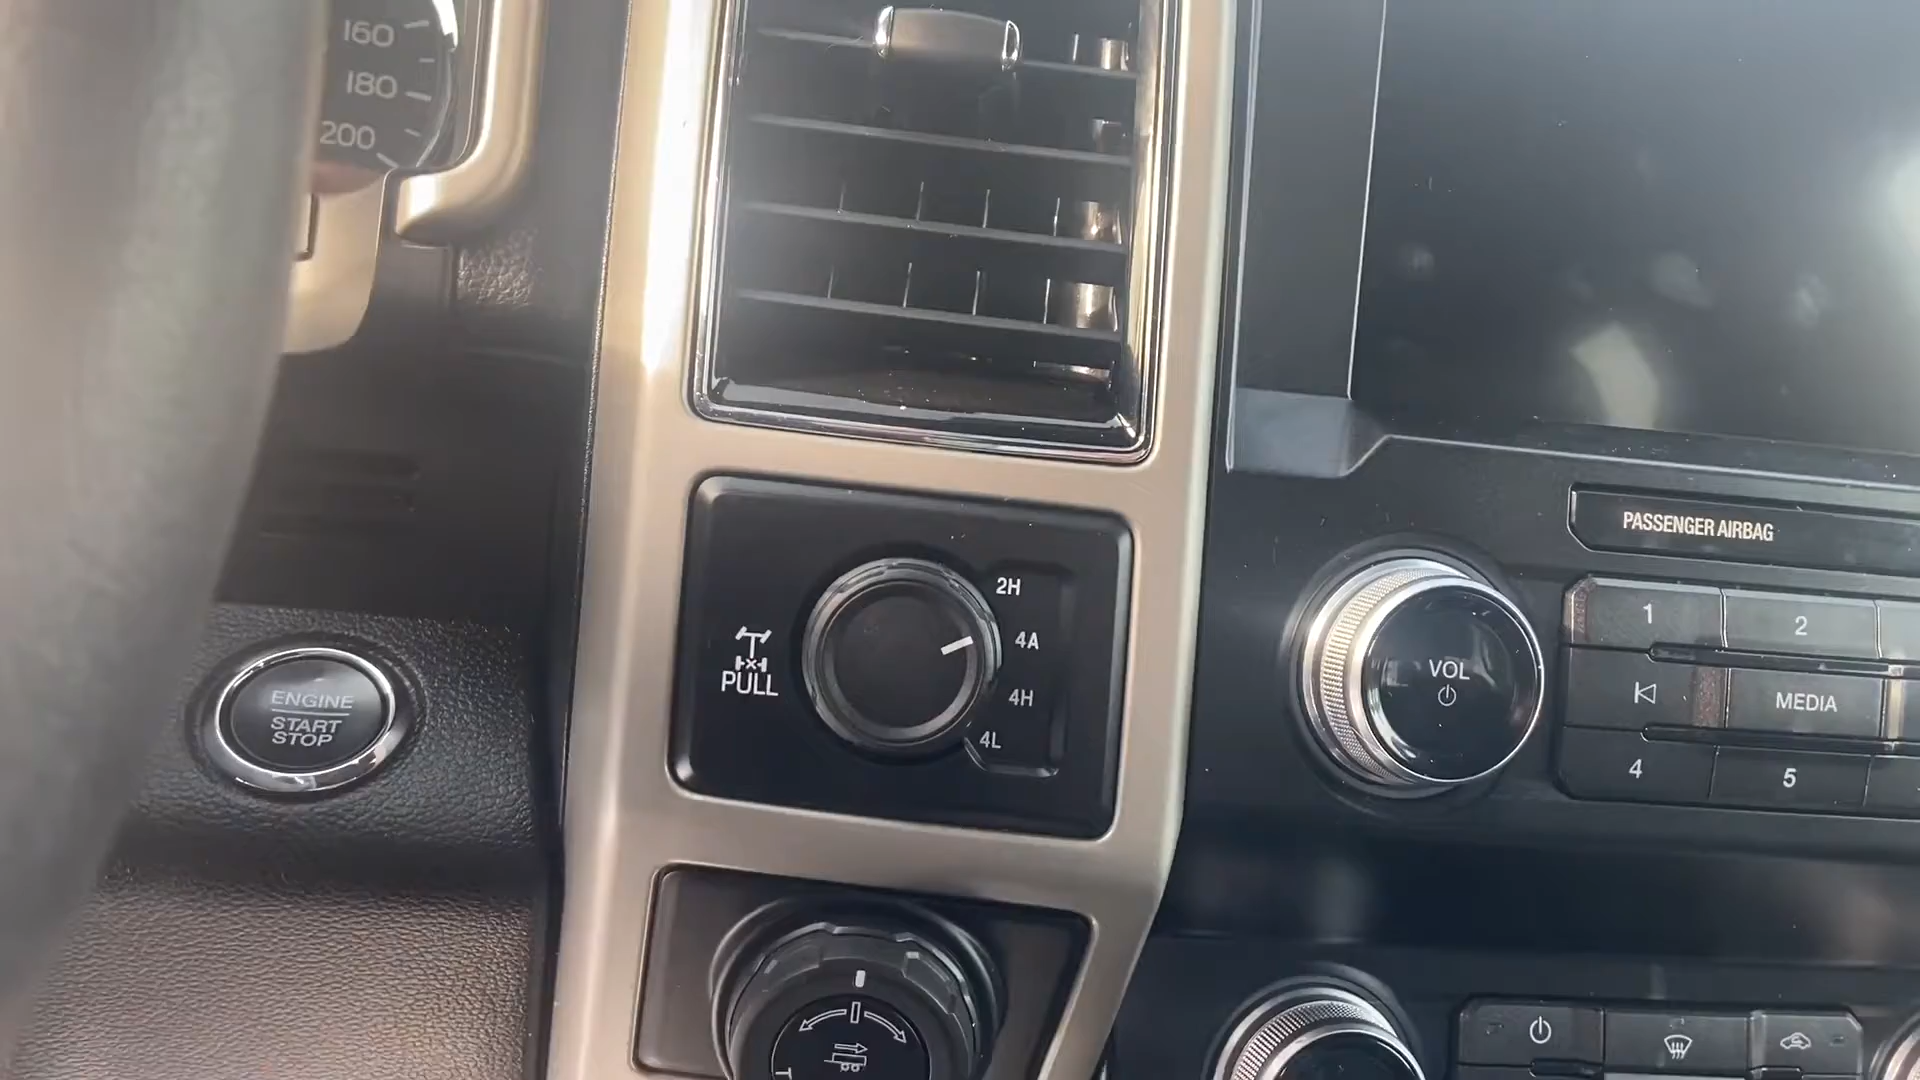 160
180
200
PASSENGER AIRBAG
2H
4A
4H
4L
PULL
ENGINE
START
STOP
VOL
1
2
MEDIA
4
5